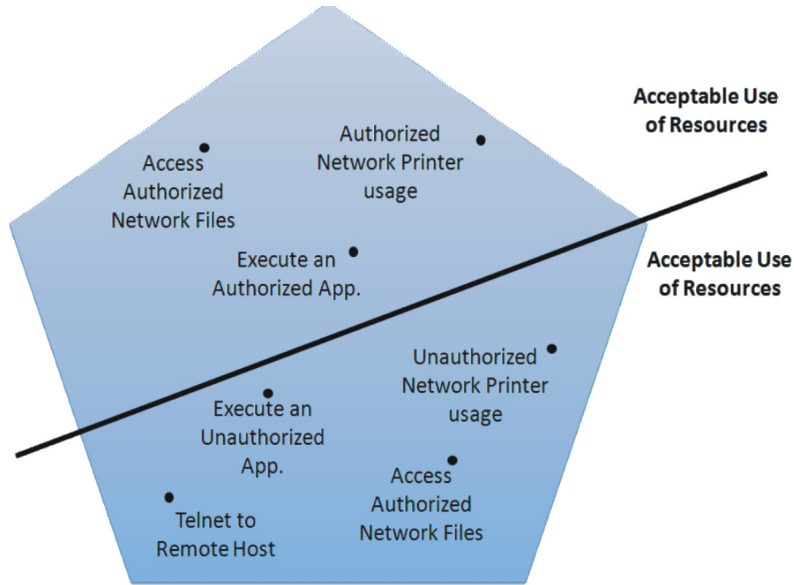 Acceptable Use
of Resources
Authorized
Network Printer
usage
Access
Authorized
Network Files
Execute an
Authorized App.
Acceptable Use
of Resources
Unauthorized
Network Printer
usage
Execute an
Unauthorized
App.
Access
Authorized
Network Files
Telnet to
Remote Host